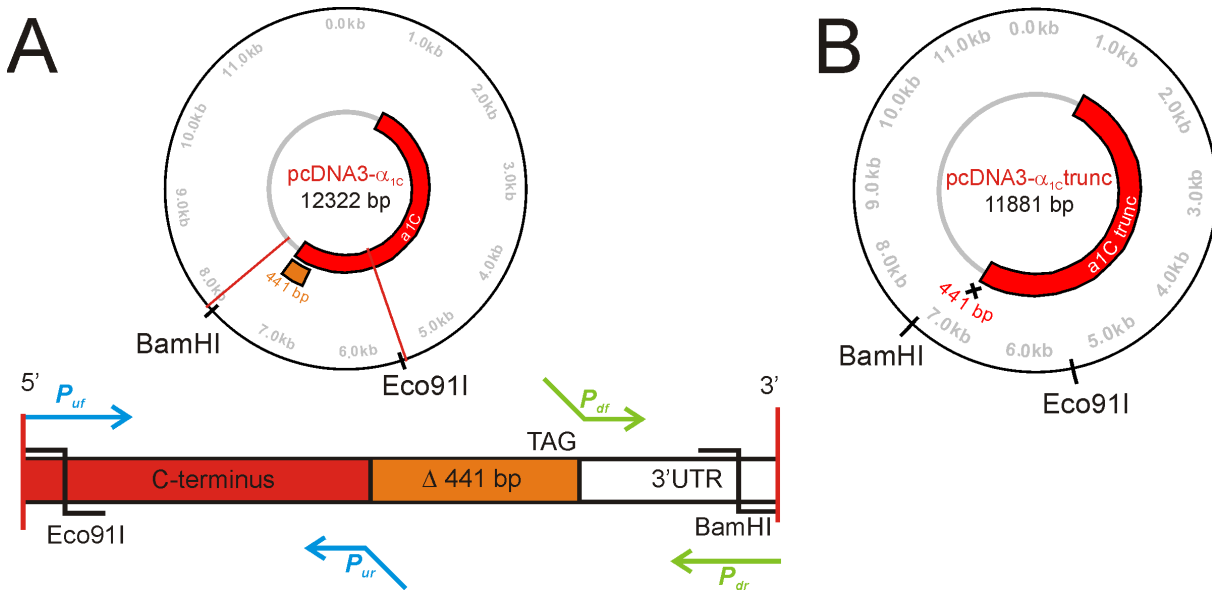 A
0.0kb
1.0kb
2.0kb
3.0kb
4.0kb
5.0kb
6.0kb
7.0kb
8.0kb
9.0kb
10.0kb
11.0kb
pcDNA3-α1C
12322 bp
a1C
441 bp
BamHI
Eco91I
B
0.0kb
1.0kb
2.0kb
3.0kb
4.0kb
5.0kb
6.0kb
7.0kb
8.0kb
9.0kb
10.0kb
11.0kb
pcDNA3-α1Ctrunc
11881 bp
a1C trunc
441 bp
BamHI
Eco91I
5’
3’
Puf
Pdf
TAG
C-terminus
Δ 441 bp
3’UTR
Eco91I
BamHI
Pur
Pdr